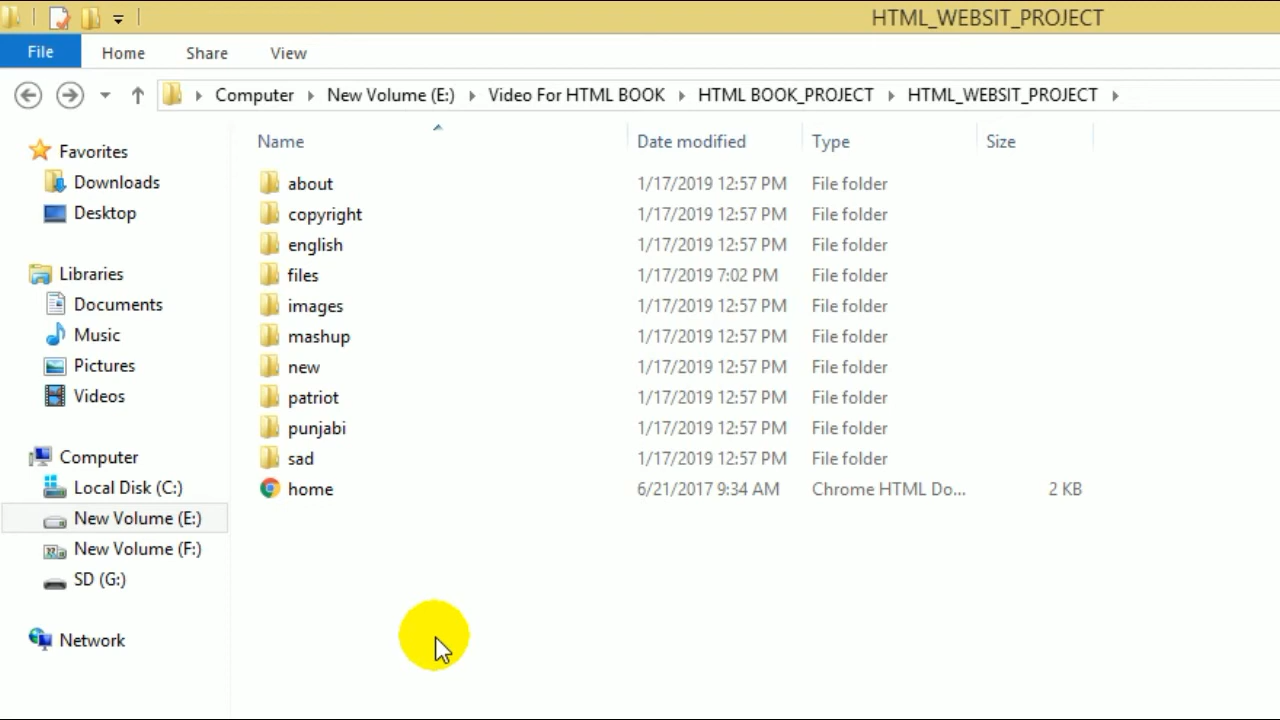 HTML_WEBSIT_PROJECT
File Home Share View
Computer New Volume (E:) Video For HTML BOOK HTML BOOK_PROJECT HTML_WEBSIT_PROJECT
Name Date modified Type Size
Favorites
Downloads
Desktop
Libraries
Documents
Music
Pictures
Videos
Computer
Local Disk (C:)
New Volume (E:)
New Volume (F:)
SD (G:)
Network
about 1/17/2019 12:57 PM File folder
copyright 1/17/2019 12:57 PM File folder
english 1/17/2019 12:57 PM File folder
files 1/17/2019 7:02 PM File folder
images 1/17/2019 12:57 PM File folder
mashup 1/17/2019 12:57 PM File folder
new 1/17/2019 12:57 PM File folder
patriot 1/17/2019 12:57 PM File folder
punjabi 1/17/2019 12:57 PM File folder
sad 1/17/2019 12:57 PM File folder
home 6/21/2017 9:34 AM Chrome HTML Do... 2 KB